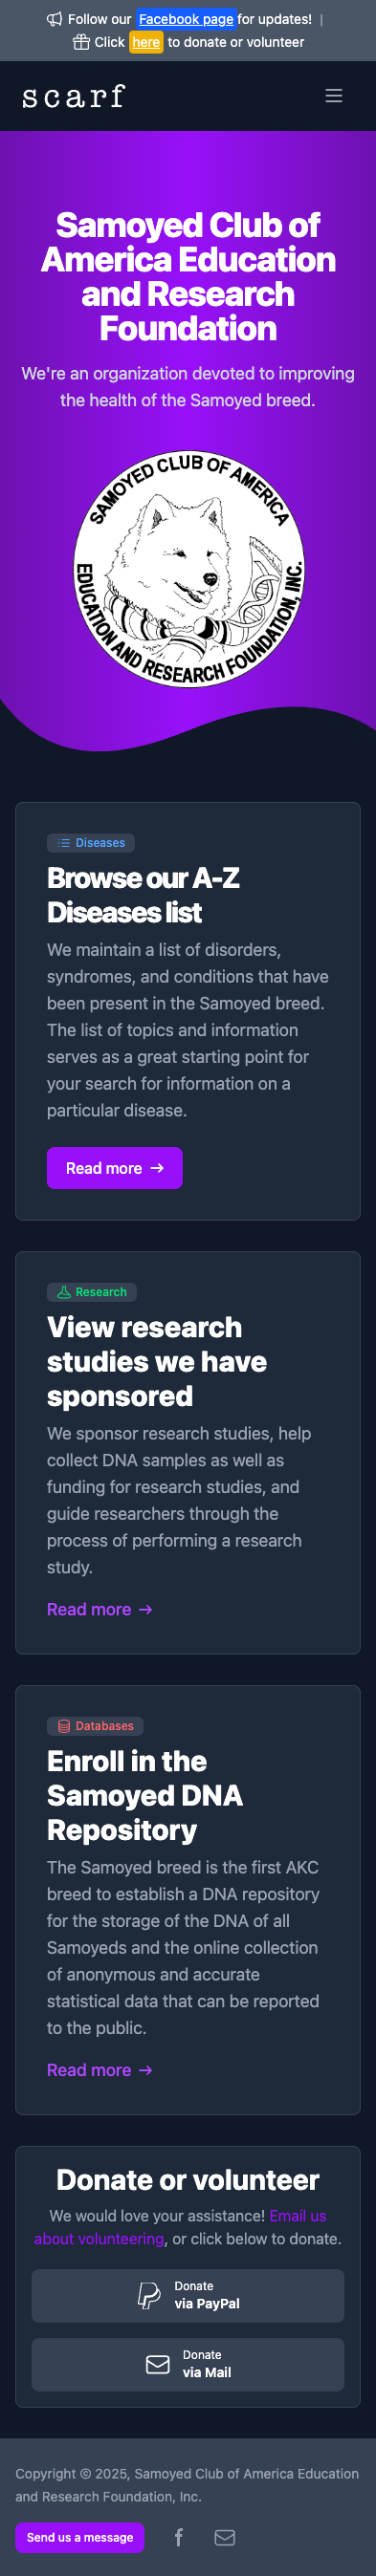 Follow our Facebook page for updates! |
Click here to donate or volunteer
scarf
Samoyed Club of
America Education
and Research
Foundation
We're an organization devoted to improving
the health of the Samoyed breed.
SAMOYED CLUB OF AMERICA
EDUCATION AND RESEARCH FOUNDATION, INC.
Diseases
Browse our A-Z
Diseases list
We maintain a list of disorders,
syndromes, and conditions that have
been present in the Samoyed breed.
The list of topics and information
serves as a great starting point for
your search for information on a
particular disease.
Read more →
Research
View research
studies we have
sponsored
We sponsor research studies, help
collect DNA samples as well as
funding for research studies, and
guide researchers through the
process of performing a research
study.
Read more →
Databases
Enroll in the
Samoyed DNA
Repository
The Samoyed breed is the first AKC
breed to establish a DNA repository
for the storage of the DNA of all
Samoyeds and the online collection
of anonymous and accurate
statistical data that can be reported
to the public.
Read more →
Donate or volunteer
We would love your assistance! Email us
about volunteering, or click below to donate.
Donate
via PayPal
Donate
via Mail
Copyright © 2025, Samoyed Club of America Education
and Research Foundation, Inc.
Send us a message